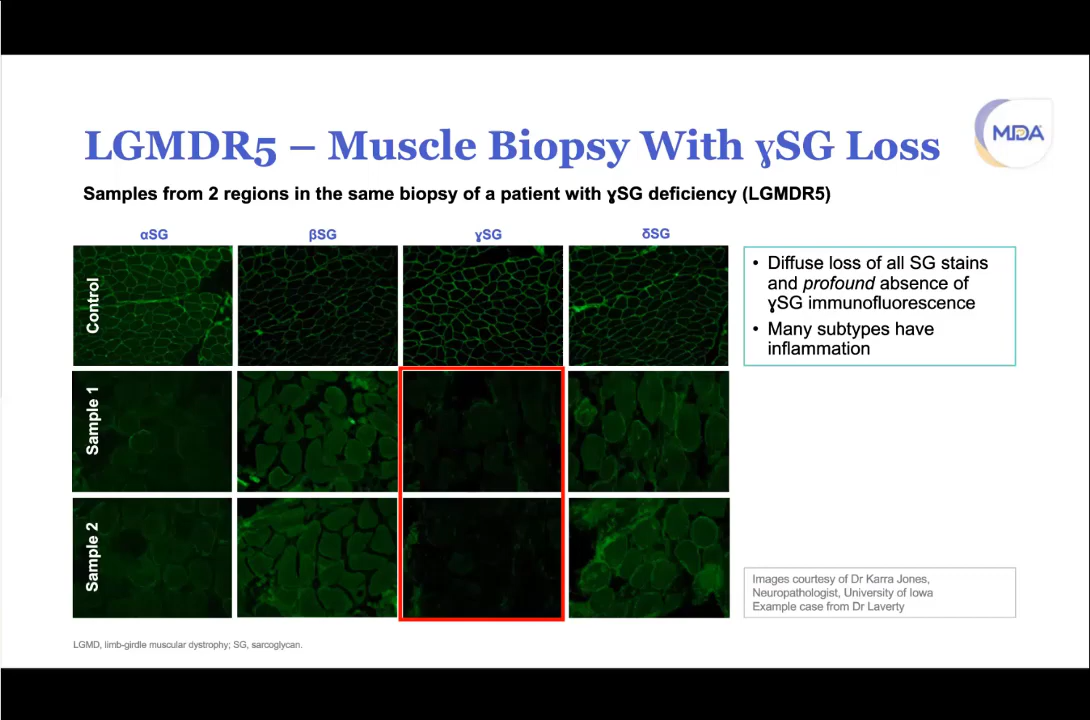 LGMDR5 – Muscle Biopsy With ɣSG Loss
MDA
Samples from 2 regions in the same biopsy of a patient with ɣSG deficiency (LGMDR5)
αSG
βSG
ɣSG
δSG
Control
Sample 1
Sample 2
• Diffuse loss of all SG stains
and profound absence of
ɣSG immunofluorescence
• Many subtypes have
inflammation
Images courtesy of Dr Karra Jones,
Neuropathologist, University of Iowa
Example case from Dr Laverty
LGMD, limb-girdle muscular dystrophy; SG, sarcoglycan.